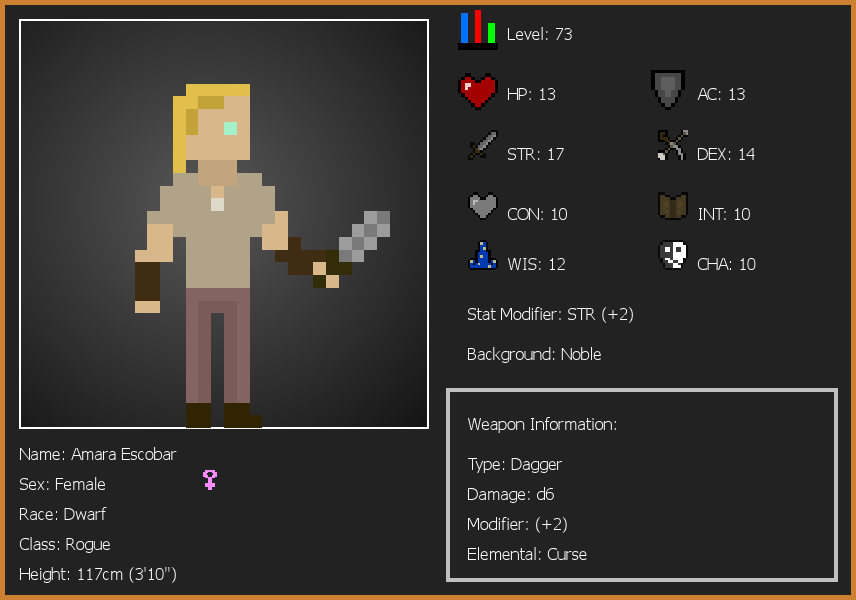 Level: 73
HP: 13
AC: 13
STR: 17
DEX: 14
CON: 10
INT: 10
WIS: 12
CHA: 10
Stat Modifier: STR (+2)
Background: Noble
Weapon Information:
Type: Dagger
Damage: d6
Modifier: (+2)
Elemental: Curse
Name: Amara Escobar
Sex: Female
Race: Dwarf
Class: Rogue
Height: 117cm (3'10")